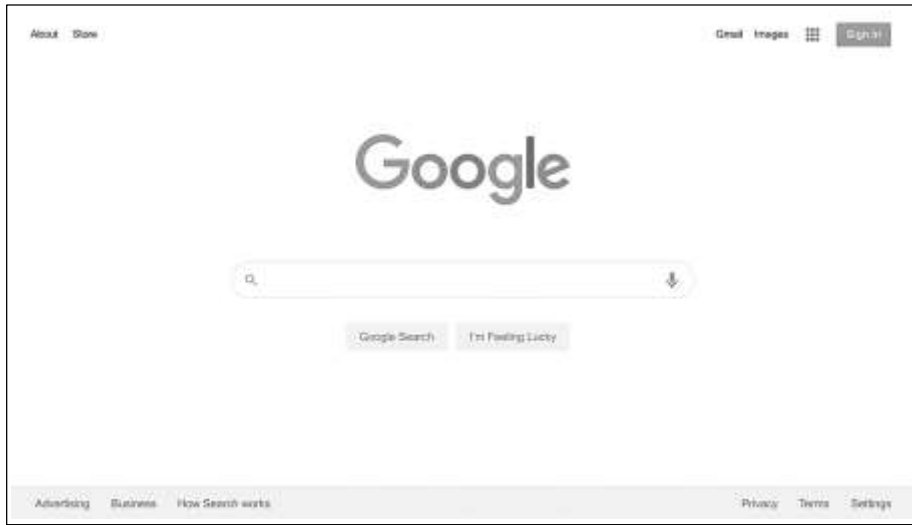 About Store Gmail Images Sign in
Google
Google Search I'm Feeling Lucky
Advertising Business How Search works Privacy Terms Settings